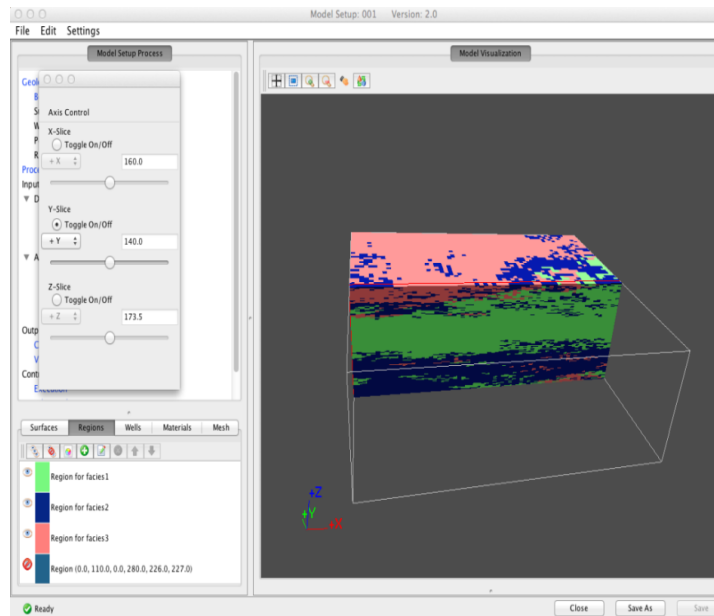 Model Setup: 001 Version: 2.0
File Edit Settings
Model Setup Process
Model Visualization
Axis Control
X-Slice
Toggle On/Off
+ X 160.0
Y-Slice
Toggle On/Off
+ Y 140.0
Z-Slice
Toggle On/Off
+ Z 173.5
Execution
Surfaces Regions Wells Materials Mesh
Region for facies1
Region for facies2
Region for facies3
Region (0.0, 110.0, 0.0, 280.0, 226.0, 227.0)
+Z
+Y
+X
Ready
Close Save As Save